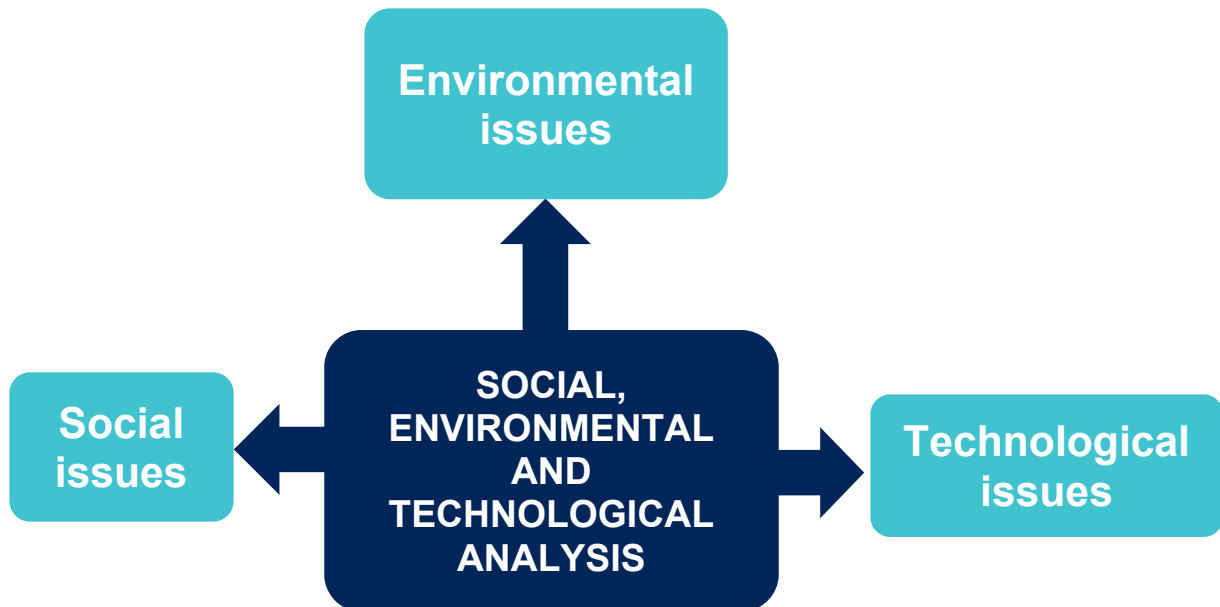 Environmental
issues
Social
issues
SOCIAL,
ENVIRONMENTAL
AND
TECHNOLOGICAL
ANALYSIS
Technological
issues